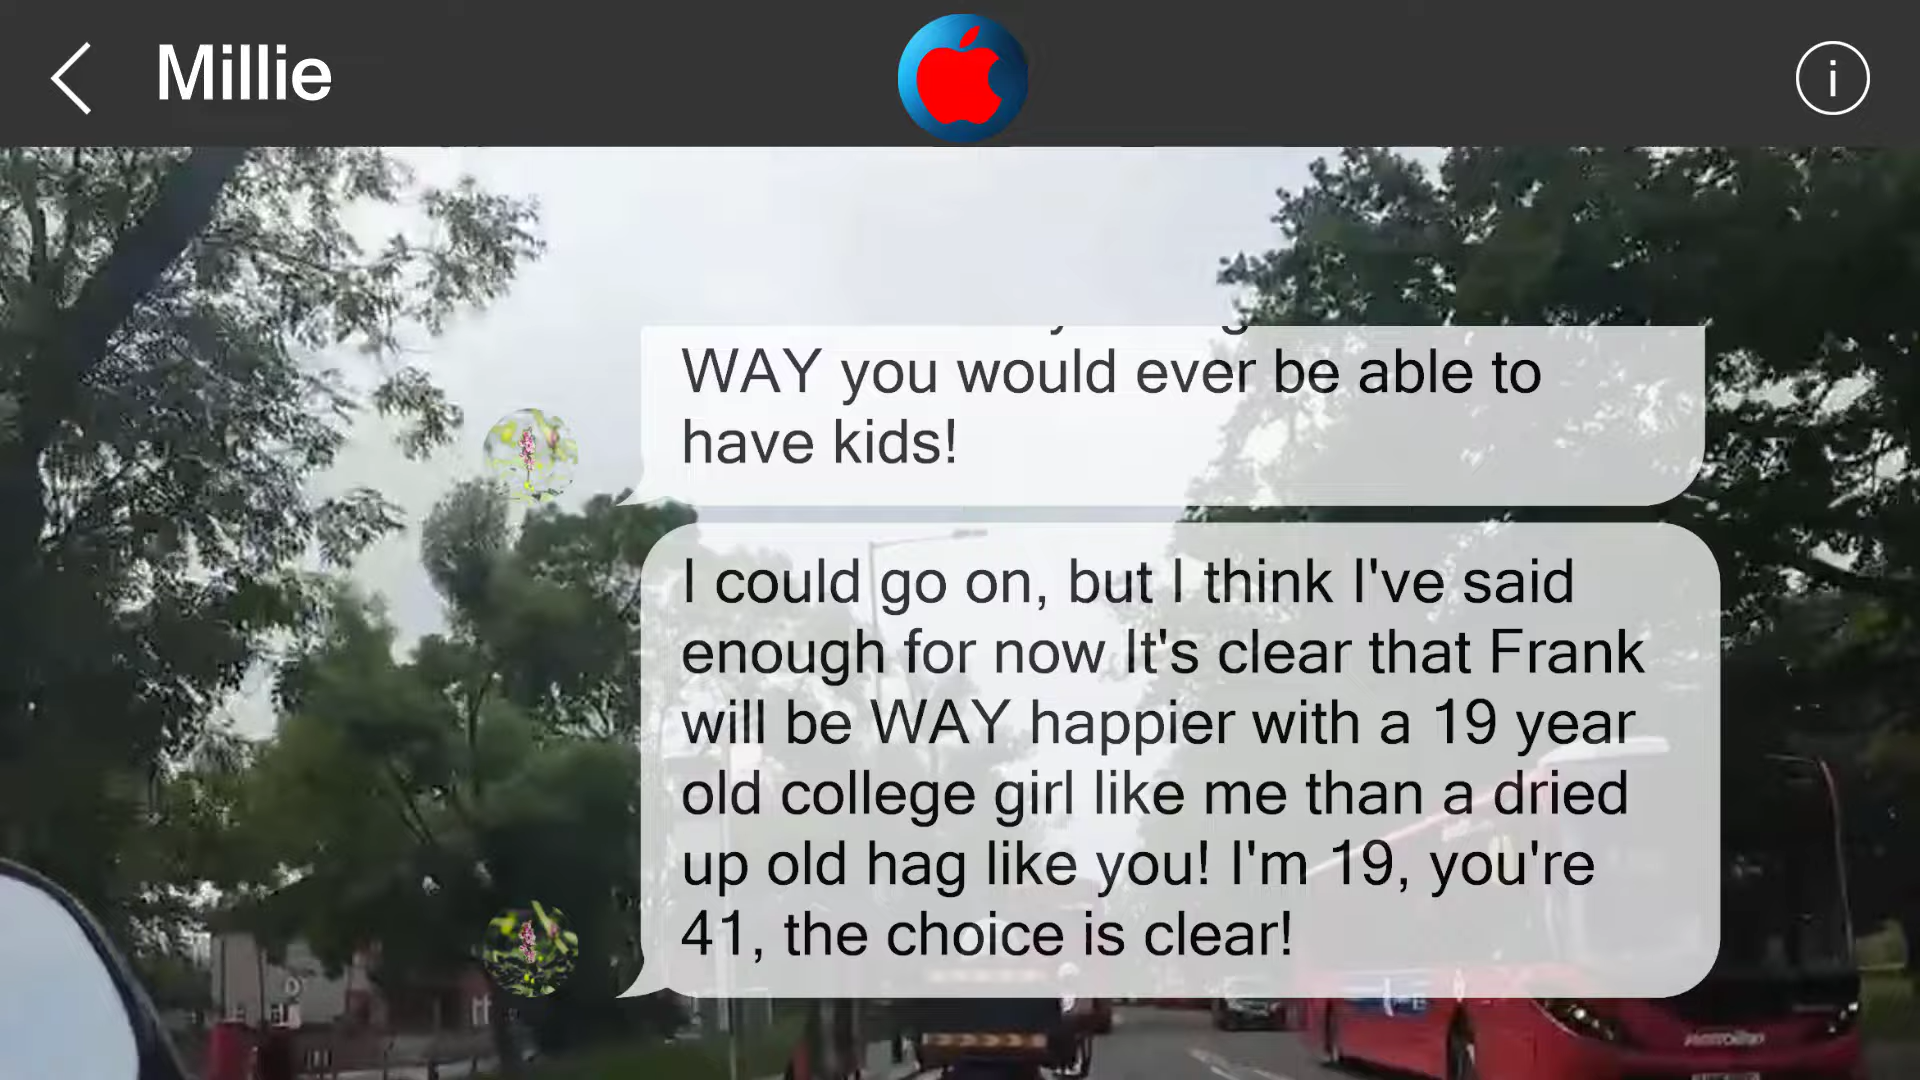 Millie
i
WAY you would ever be able to
have kids!
I could go on, but I think I've said
enough for now It's clear that Frank
will be WAY happier with a 19 year
old college girl like me than a dried
up old hag like you! I'm 19, you're
41, the choice is clear!